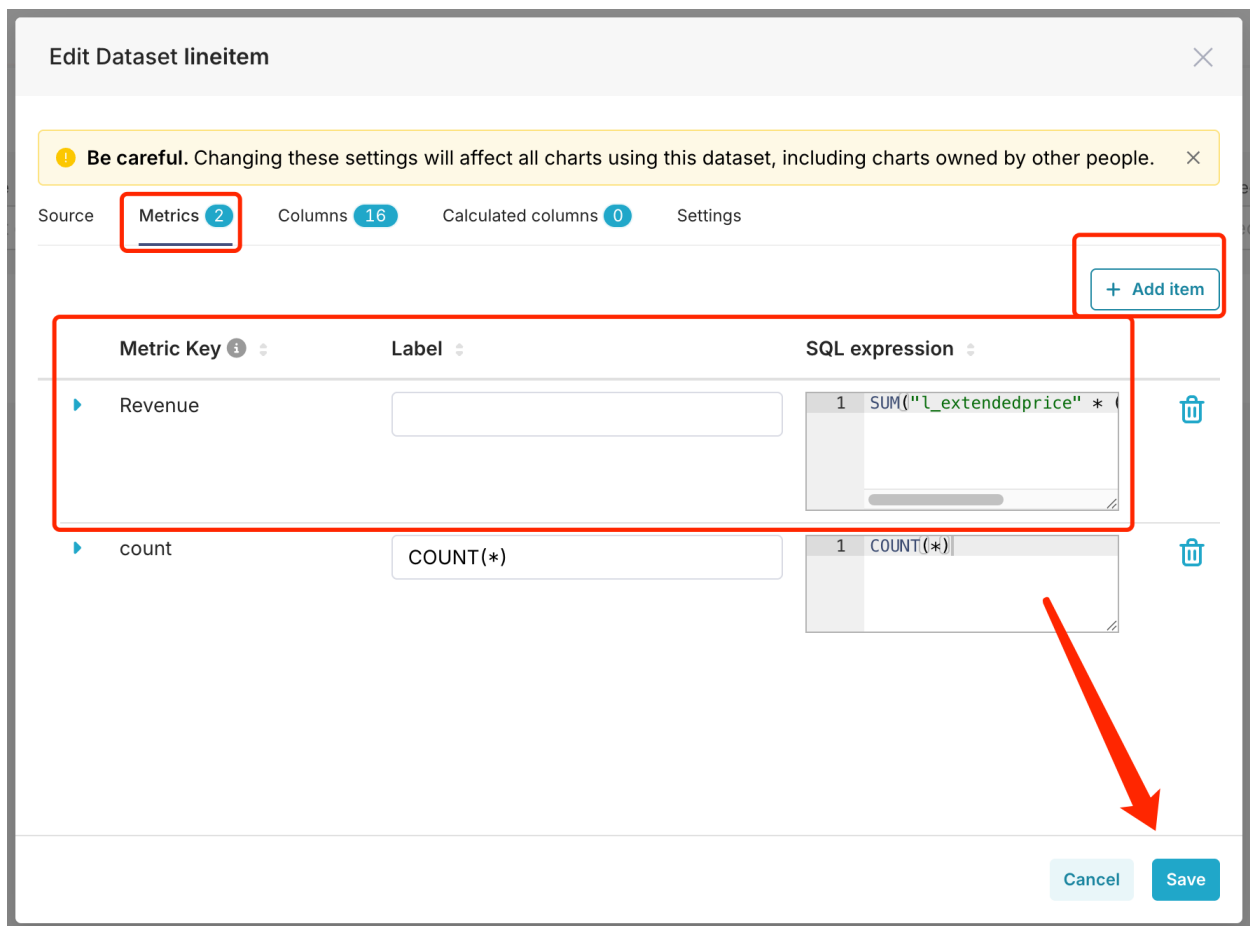 Edit Dataset lineitem
Be careful. Changing these settings will affect all charts using this dataset, including charts owned by other people.
Source Metrics 2 Columns 16 Calculated columns 0 Settings
+ Add item
Metric Key Label SQL expression
Revenue 1 SUM("l_extendedprice" * (
count COUNT(*) 1 COUNT(*)
Cancel Save